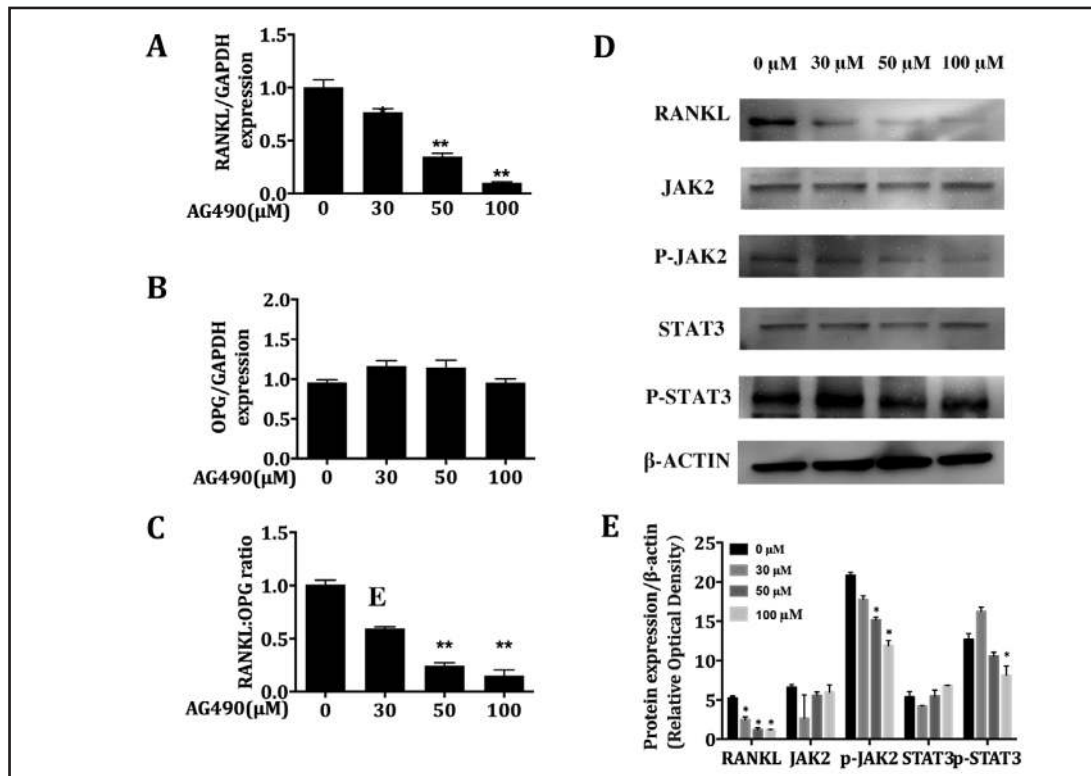 A
RANKL/GAPDH
expression
1.5
1.0
0.5
0.0
** **
AG490(μM) 0 30 50 100
B
OPG/GAPDH
expression
2.0
1.5
1.0
0.5
0.0
AG490(μM) 0 30 50 100
C
RANKL:OPG ratio
1.5
1.0
0.5
0.0
E
** **
AG490(μM) 0 30 50 100
D
0 μM 30 μM 50 μM 100 μM
RANKL
JAK2
P-JAK2
STAT3
P-STAT3
β-ACTIN
E
Protein expression/β-actin
(Relative Optical Density)
25
20
15
10
5
0
0 μM
30 μM
50 μM
100 μM
* * *
* *
*
RANKL JAK2 p-JAK2 STAT3 p-STAT3